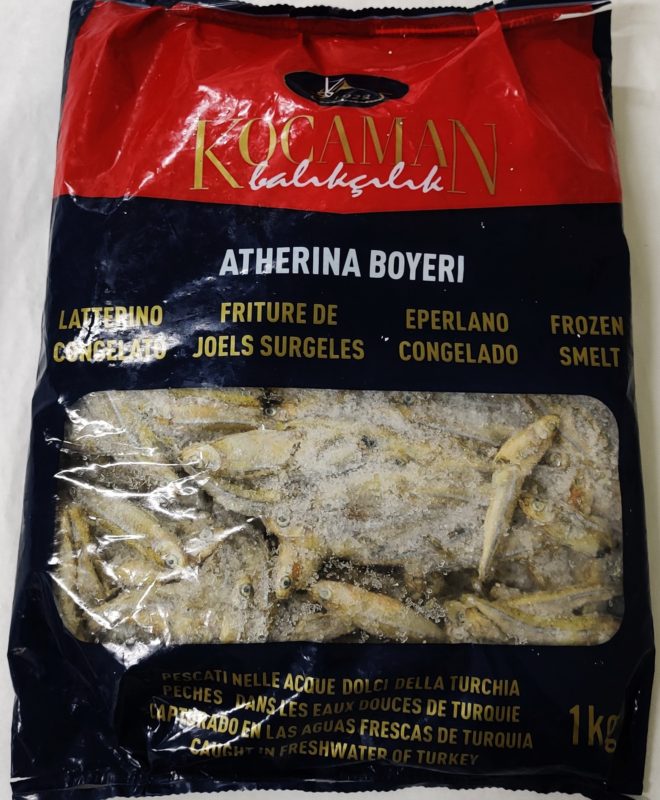 KOCAMAN
balıkçılık
ATHERINA BOYERI
LATTERINO CONGELATO
FRITURE DE JOELS SURGELES
EPERLANO CONGELADO
FROZEN SMELT
PESCATI NELLE ACQUE DOLCI DELLA TURCHIA
PECHES DANS LES EAUX DOUCES DE TURQUIE
CAPTURADO EN LAS AGUAS FRESCAS DE TURQUIA
CAUGHT IN FRESHWATER OF TURKEY
1kg